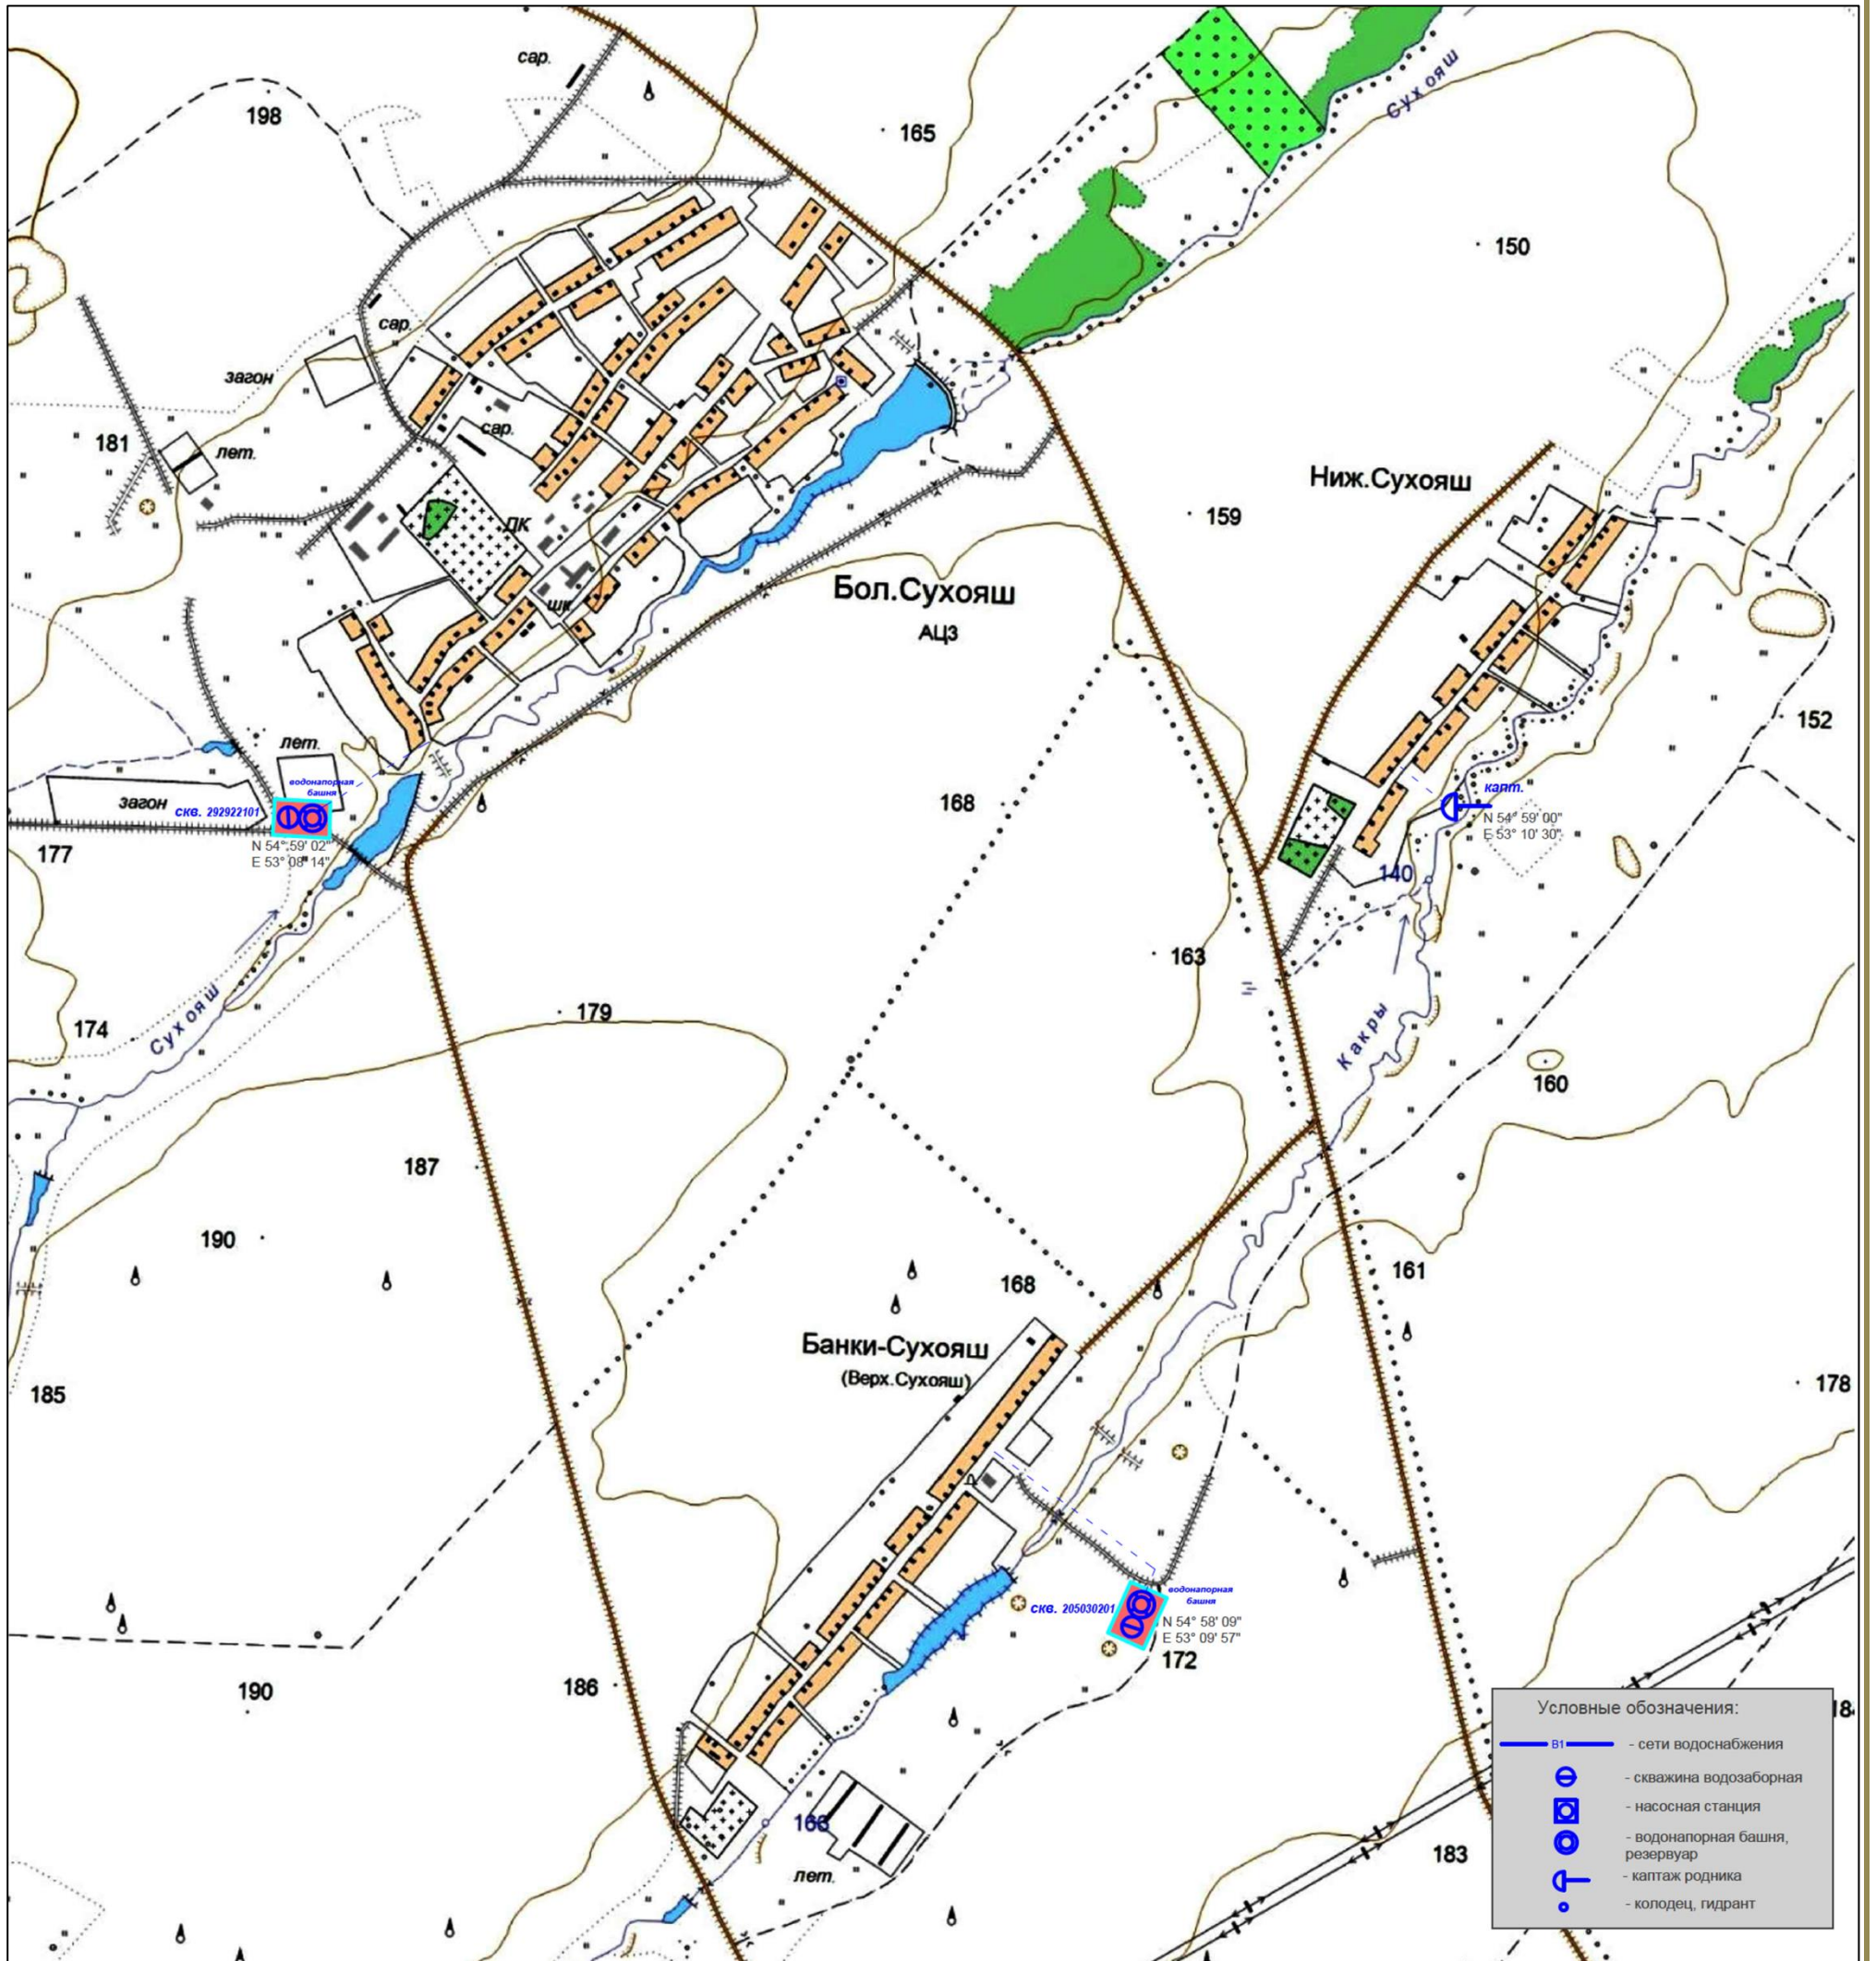 сар.
198
165
Сухояш
150
сар.
загон
181
лет.
сар.
Ниж.Сухояш
159
ДК
Бол.Сухояш
АЦЗ
шк.
152
лет.
водонапорная
башня
загон
скв. 292922101
N 54° 59' 02"
E 53° 08' 14"
177
168
капт.
N 54° 59' 00"
E 53° 10' 30"
140
163
Сухояш
174
179
Какры
160
187
190
161
168
Банки-Сухояш
(Верх.Сухояш)
185
178
водонапорная
башня
скв. 205030201
N 54° 58' 09"
E 53° 09' 57"
172
190
186
166
лет.
183
Условные обозначения:
В1 - сети водоснабжения
- скважина водозаборная
- насосная станция
- водонапорная башня,
резервуар
- каптаж родника
- колодец, гидрант